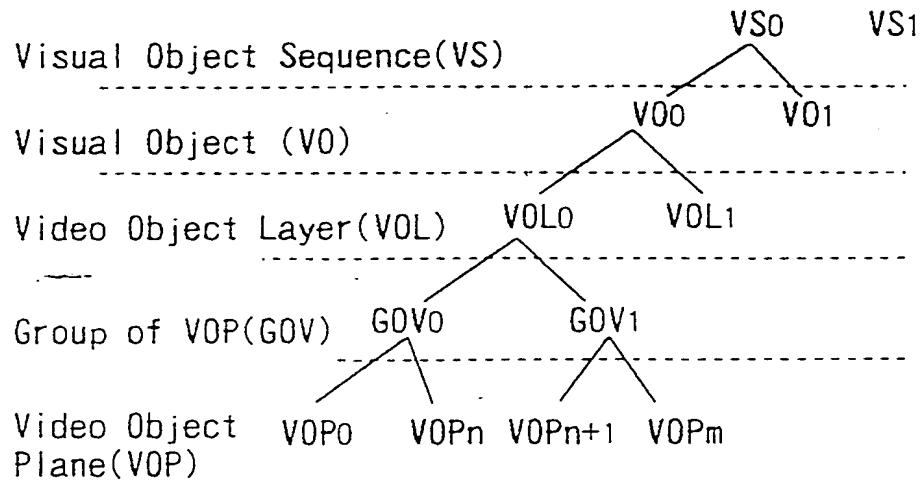 VS0 VS1
Visual Object Sequence(VS)
VO0 VO1
Visual Object (VO)
VOL0 VOL1
Video Object Layer(VOL)
GOV0 GOV1
Group of VOP(GOV)
Video Object VOP0 VOPn VOPn+1 VOPm
Plane(VOP)